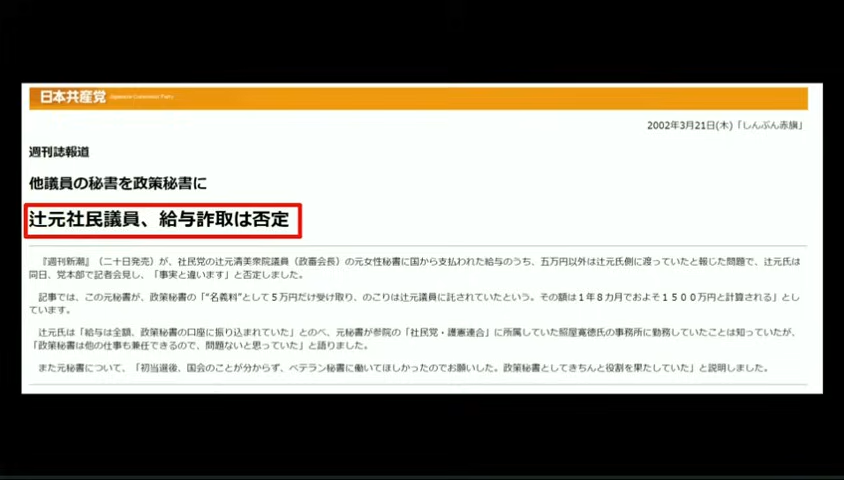 日本共産党 Japanese Communist Party
2002年3月21日(木)「しんぶん赤旗」
週刊誌報道
他議員の秘書を政策秘書に
辻元社民議員、給与詐取は否定
『週刊新潮』（二十日発売）が、社民党の辻元清美衆院議員（政審会長）の元女性秘書に国から支払われた給与のうち、五万円以外は辻元氏側に渡っていたと報じた問題で、辻元氏は
同日、党本部で記者会見し、「事実と違います」と否定しました。
記事では、この元秘書が、政策秘書の「“名義料”として５万円だけ受け取り、のこりは辻元議員に託されていたという。その額は１年８カ月でおよそ１５００万円と計算される」とし
ています。
辻元氏は「給与は全額、政策秘書の口座に振り込まれていた」とのべ、元秘書が参院の「社民党・護憲連合」に所属していた照屋寛徳氏の事務所に勤務していたことは知っていたが、
「政策秘書は他の仕事も兼任できるので、問題ないと思っていた」と語りました。
また元秘書について、「初当選後、国会のことが分からず、ベテラン秘書に働いてほしかったのでお願いした。政策秘書としてきちんと役割を果たしていた」と説明しました。